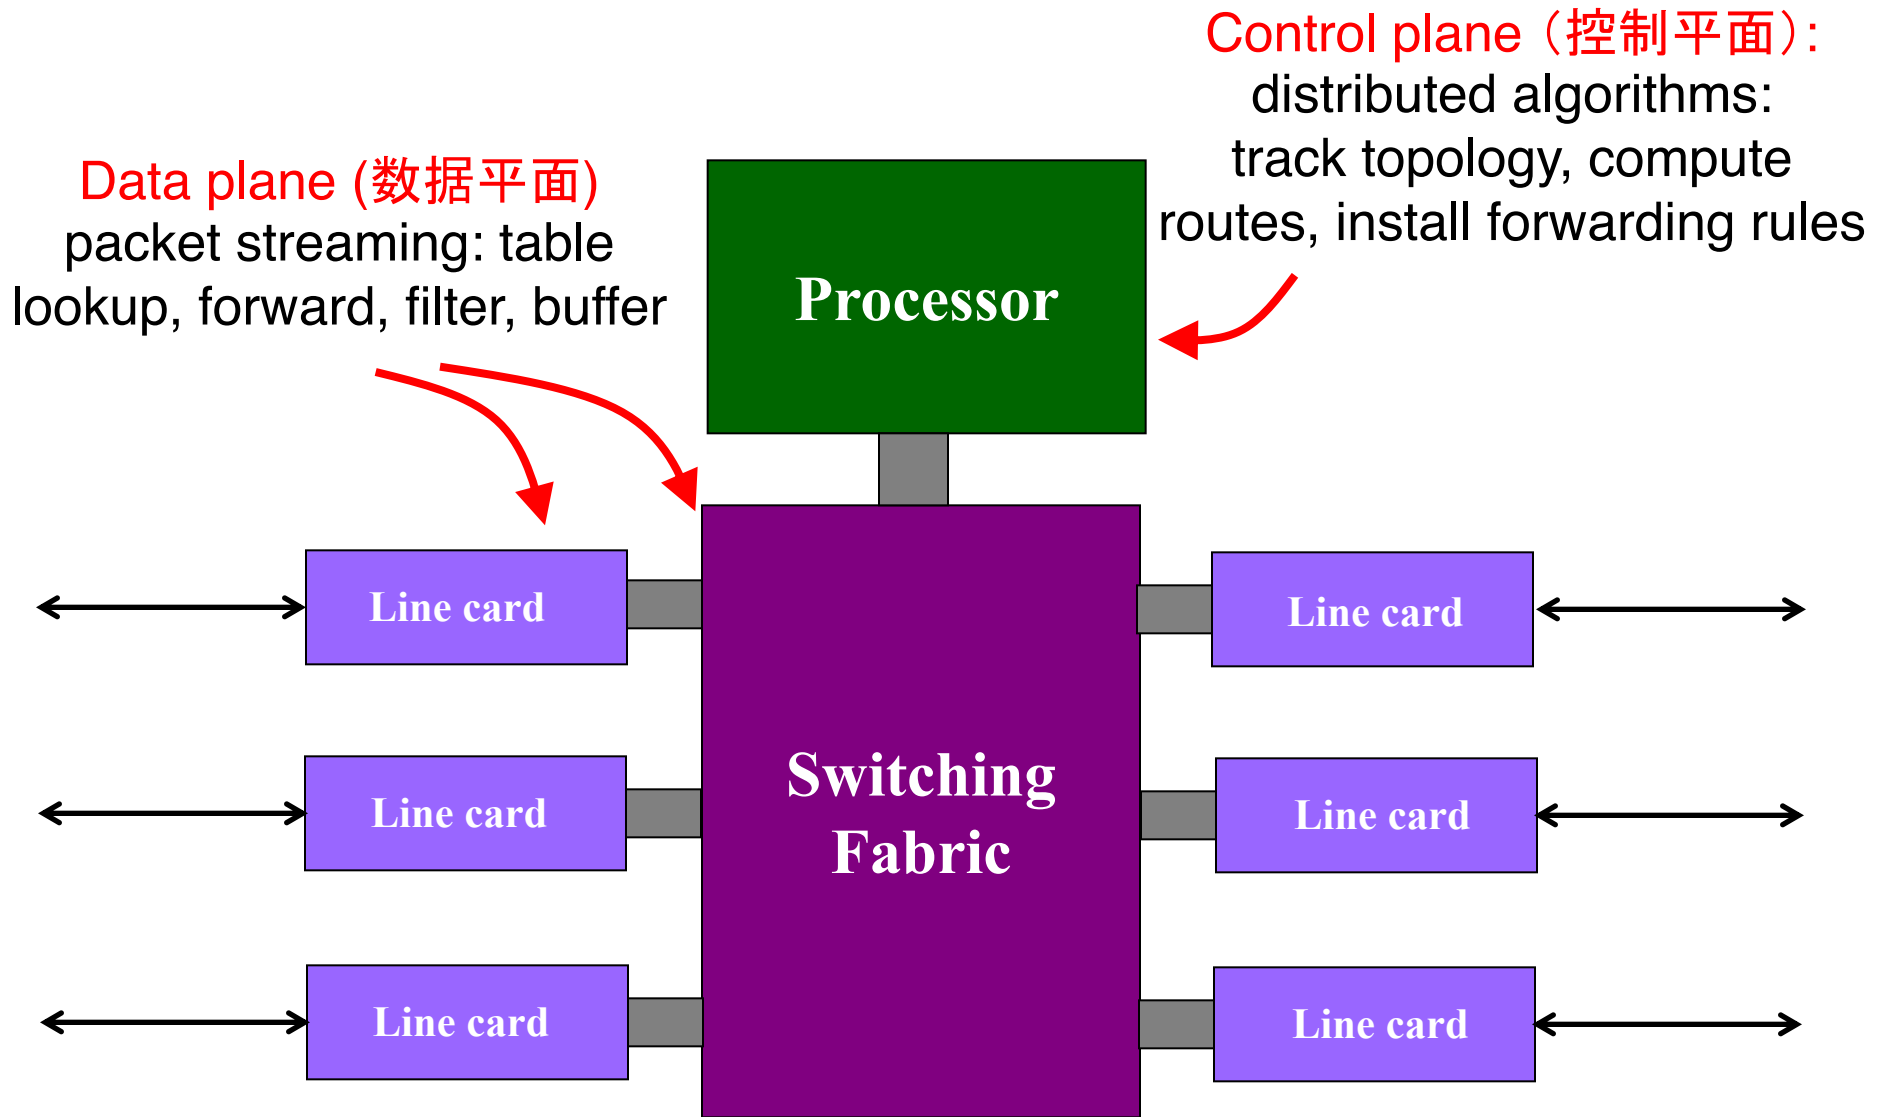 Control plane（控制平面）:
distributed algorithms:
track topology, compute
routes, install forwarding rules
Data plane (数据平面)
packet streaming: table
lookup, forward, filter, buffer
Processor
Switching
Fabric
Line card
Line card
Line card
Line card
Line card
Line card